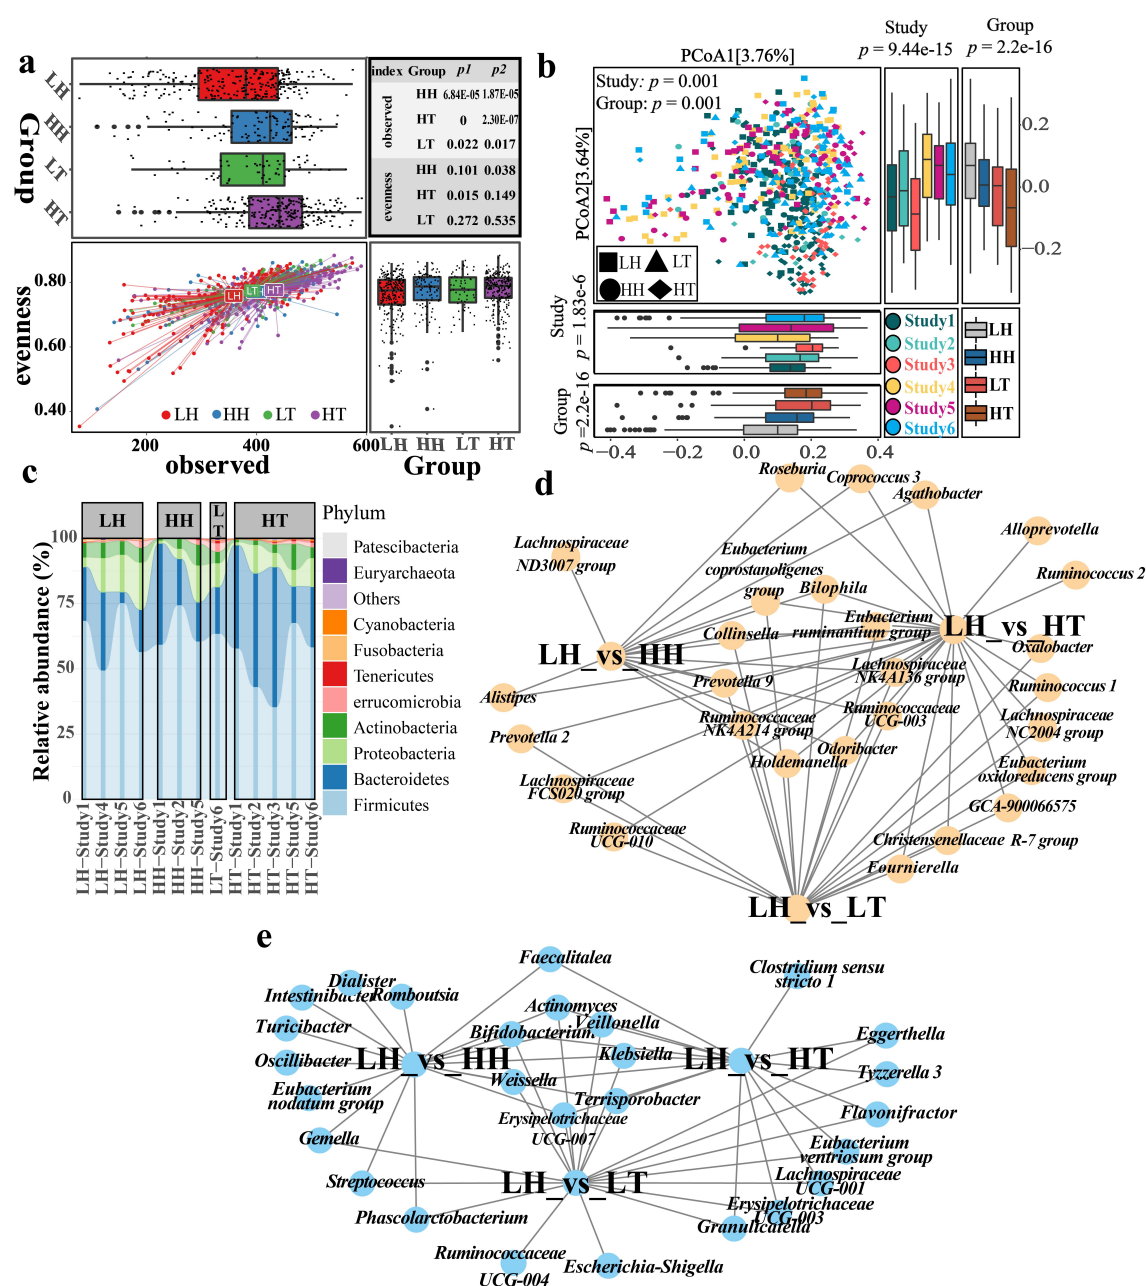 a
Group
LH
HH
LT
HT
index Group p1 p2
observed
HH 6.84E-05 1.87E-05
HT 0 2.30E-07
LT 0.022 0.017
evenness
HH 0.101 0.038
HT 0.015 0.149
LT 0.272 0.535
evenness
0.80
0.60
0.40
LH
LT
HT
LH HH LT HT
200 400 600
observed
LH HH LT HT
Group
b
PCoA1[3.76%]
Study: p = 0.001
Group: p = 0.001
PCoA2[3.64%]
LH LT
HH HT
Study
p = 9.44e-15
Group
p = 2.2e-16
0.2
0.0
−0.2
Study
p = 1.83e-6
Group
p =2.2e-16
−0.4 −0.2 0.0 0.2 0.4
Study1
Study2
Study3
Study4
Study5
Study6
LH
HH
LT
HT
c
LH HH LT HT
Relative abundance (%)
100
75
50
25
0
LH−Study1
LH−Study4
LH−Study5
LH−Study6
HH−Study1
HH−Study2
HH−Study5
LT−Study6
HT−Study1
HT−Study2
HT−Study3
HT−Study5
HT−Study6
Phylum
Patescibacteria
Euryarchaeota
Others
Cyanobacteria
Fusobacteria
Tenericutes
errucomicrobia
Actinobacteria
Proteobacteria
Bacteroidetes
Firmicutes
d
Roseburia
Coprococcus 3
Agathobacter
Alloprevotella
Lachnospiraceae
ND3007 group
Eubacterium
coprostanoligenes
group
Bilophila
Ruminococcus 2
Eubacterium
ruminantium group
Collinsella
LH_vs_HT
LH_vs_HH
Oxalobacter
Lachnospiraceae
NK4A136 group
Prevotella 9
Ruminococcus 1
Alistipes
Ruminococcaceae
UCG-003
Ruminococcaceae
NK4A214 group
Lachnospiraceae
NC2004 group
Prevotella 2
Odoribacter
Holdemanella
Eubacterium
oxidoreducens group
Lachnospiraceae
FCS020 group
GCA-900066575
Ruminococcaceae
UCG-010
Christensenellaceae R-7 group
Fournierella
LH_vs_LT
e
Faecalitalea
Clostridium sensu
stricto 1
Dialister
Intestinibacter
Romboutsia
Actinomyces
Turicibacter
Bifidobacterium
Veillonella
Eggerthella
Oscillibacter
LH_vs_HH
Klebsiella
LH_vs_HT
Weissella
Tyzzerella 3
Eubacterium
nodatum group
Terrisporobacter
Flavonifractor
Erysipelotrichaceae
UCG-007
Gemella
Eubacterium
ventriosum group
Streptococcus
LH_vs_LT
Lachnospiraceae
UCG-001
Erysipelotrichaceae
UCG-003
Phascolarctobacterium
Granulicatella
Ruminococcaceae
UCG-004
Escherichia-Shigella